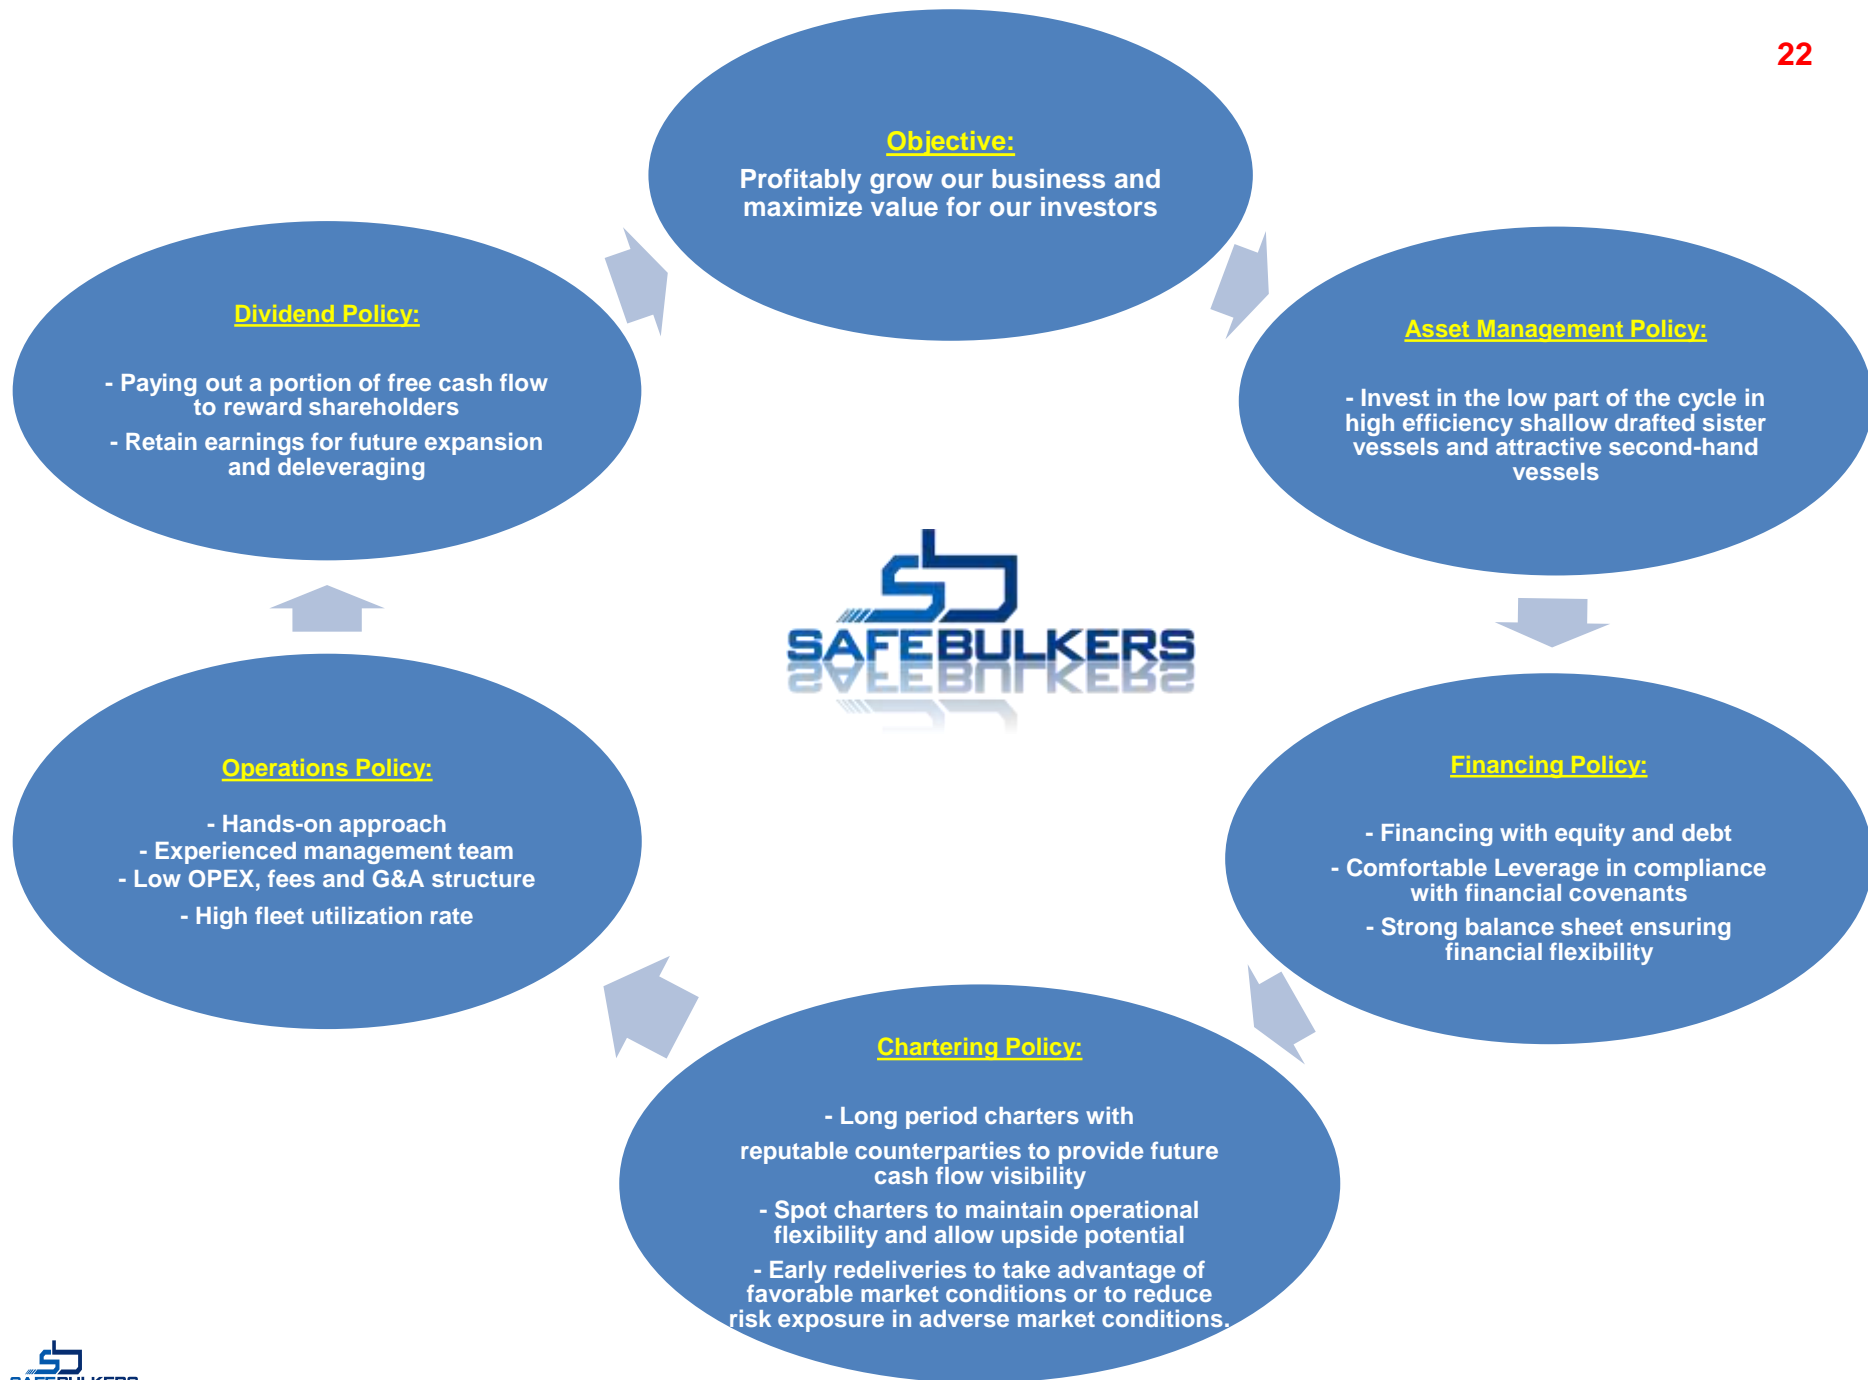 22
Objective:
Profitably grow our business and
maximize value for our investors
Asset Management Policy:
- Invest in the low part of the cycle in
high efficiency shallow drafted sister
vessels and attractive second-hand
vessels
Financing Policy:
- Financing with equity and debt
- Comfortable Leverage in compliance
with financial covenants
- Strong balance sheet ensuring
financial flexibility
Chartering Policy:
- Long period charters with
reputable counterparties to provide future
cash flow visibility
- Spot charters to maintain operational
flexibility and allow upside potential
- Early redeliveries to take advantage of
favorable market conditions or to reduce
risk exposure in adverse market conditions.
Operations Policy:
- Hands-on approach
- Experienced management team
- Low OPEX, fees and G&A structure
- High fleet utilization rate
Dividend Policy:
- Paying out a portion of free cash flow
to reward shareholders
- Retain earnings for future expansion
and deleveraging
sb
SAFEBULKERS
sb
SAFEBULKERS